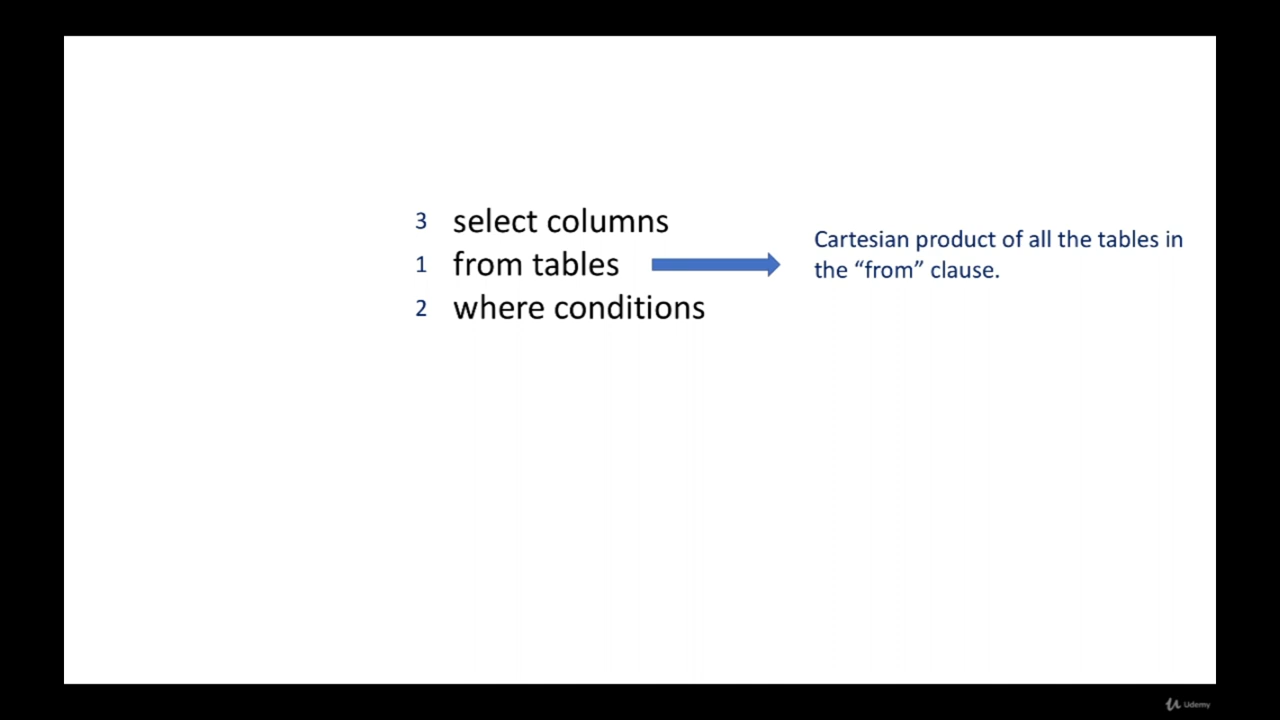 3 select columns
1 from tables
2 where conditions
Cartesian product of all the tables in
the “from” clause.
Udemy